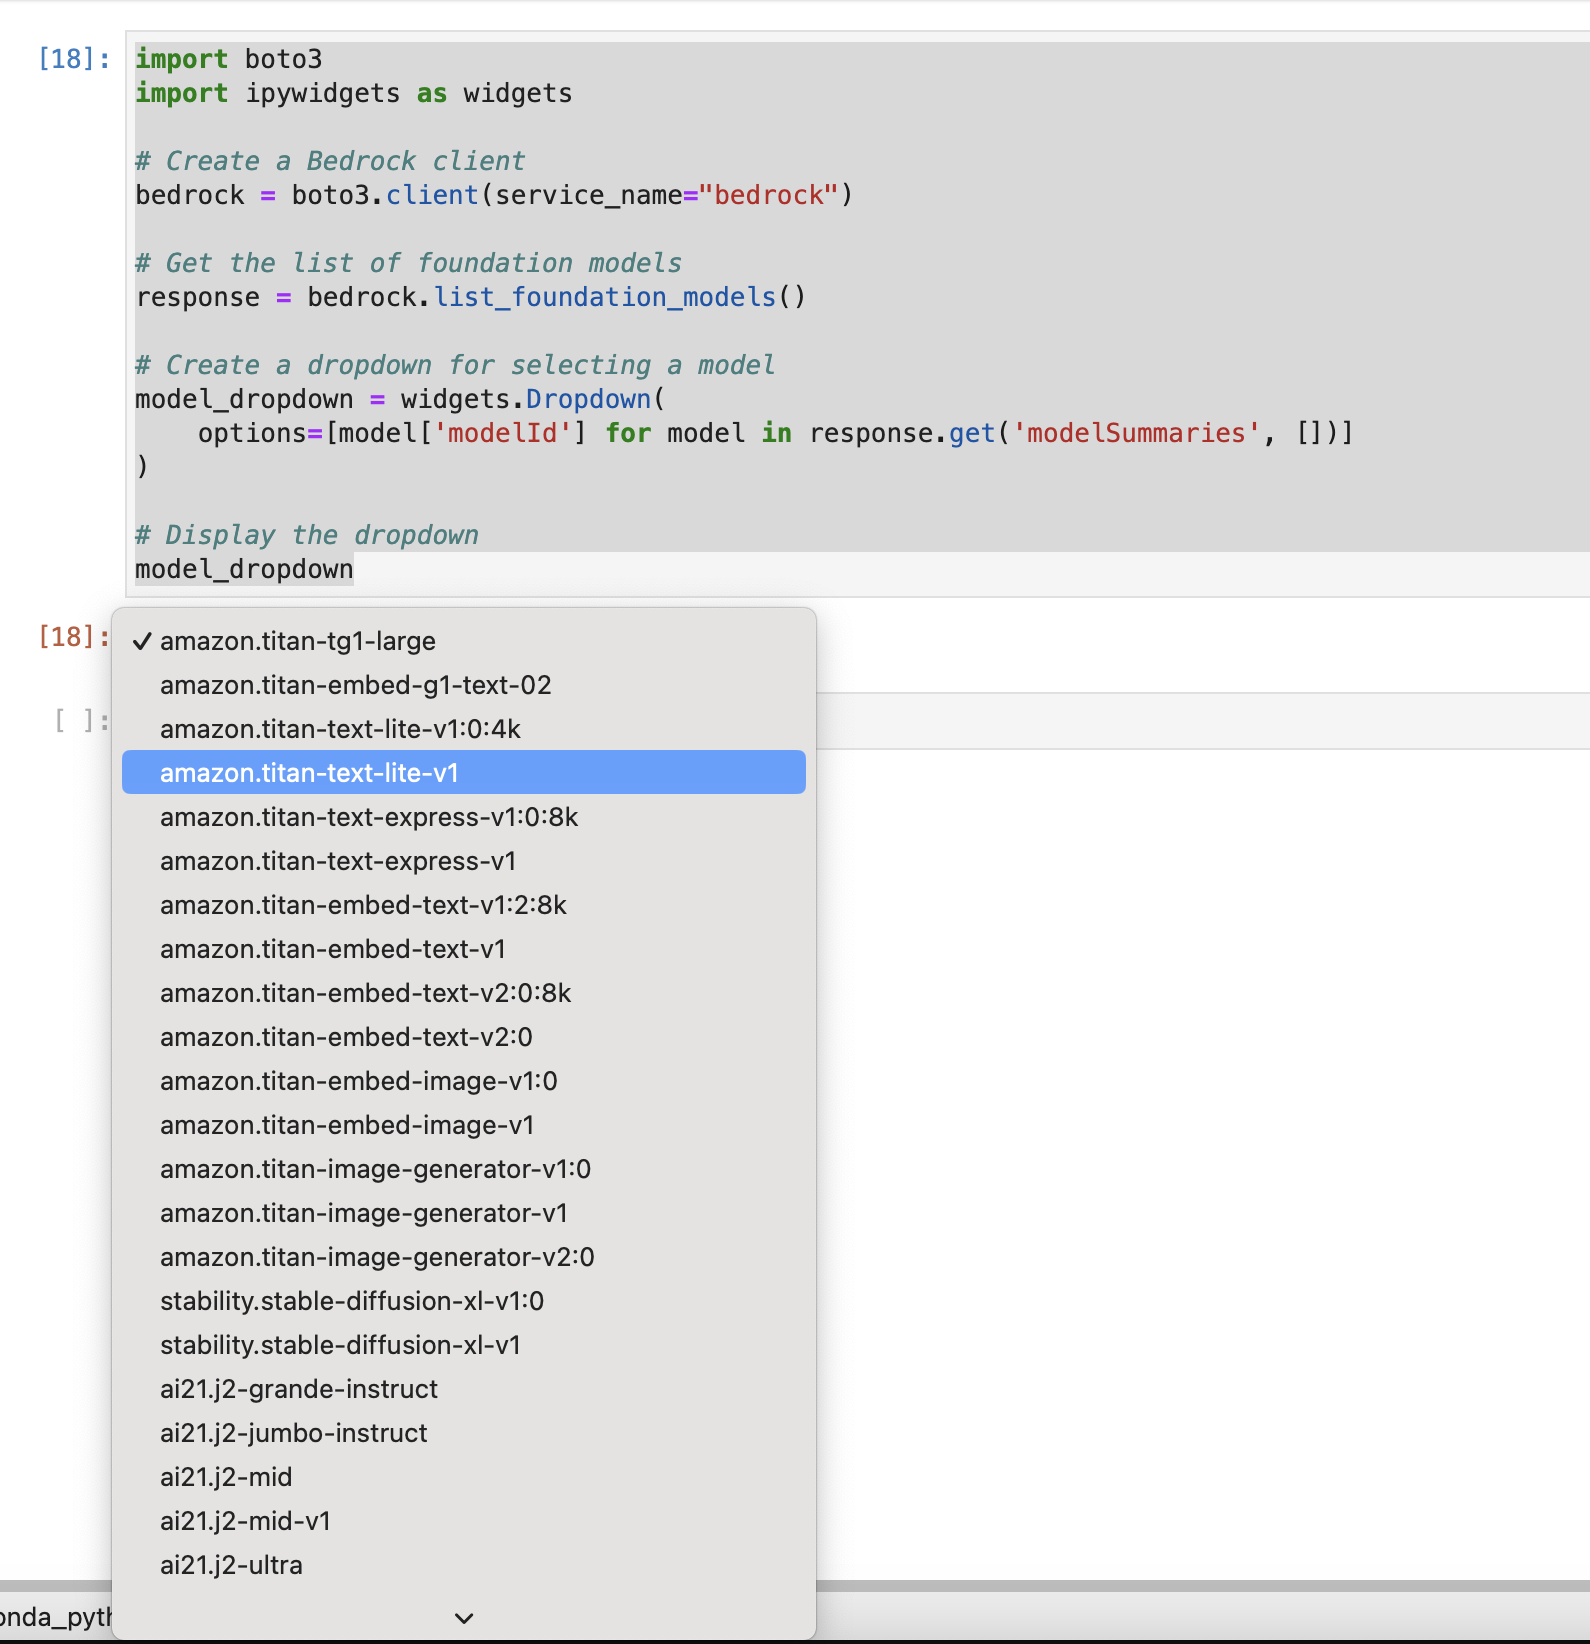 [18]: import boto3
import ipywidgets as widgets
# Create a Bedrock client
bedrock = boto3.client(service_name="bedrock")
# Get the list of foundation models
response = bedrock.list_foundation_models()
# Create a dropdown for selecting a model
model_dropdown = widgets.Dropdown(
    options=[model['modelId'] for model in response.get('modelSummaries', [])]
)
# Display the dropdown
model_dropdown
[18]: ✓ amazon.titan-tg1-large
amazon.titan-embed-g1-text-02
[ ]: amazon.titan-text-lite-v1:0:4k
amazon.titan-text-lite-v1
amazon.titan-text-express-v1:0:8k
amazon.titan-text-express-v1
amazon.titan-embed-text-v1:2:8k
amazon.titan-embed-text-v1
amazon.titan-embed-text-v2:0:8k
amazon.titan-embed-text-v2:0
amazon.titan-embed-image-v1:0
amazon.titan-embed-image-v1
amazon.titan-image-generator-v1:0
amazon.titan-image-generator-v1
amazon.titan-image-generator-v2:0
stability.stable-diffusion-xl-v1:0
stability.stable-diffusion-xl-v1
ai21.j2-grande-instruct
ai21.j2-jumbo-instruct
ai21.j2-mid
ai21.j2-mid-v1
ai21.j2-ultra